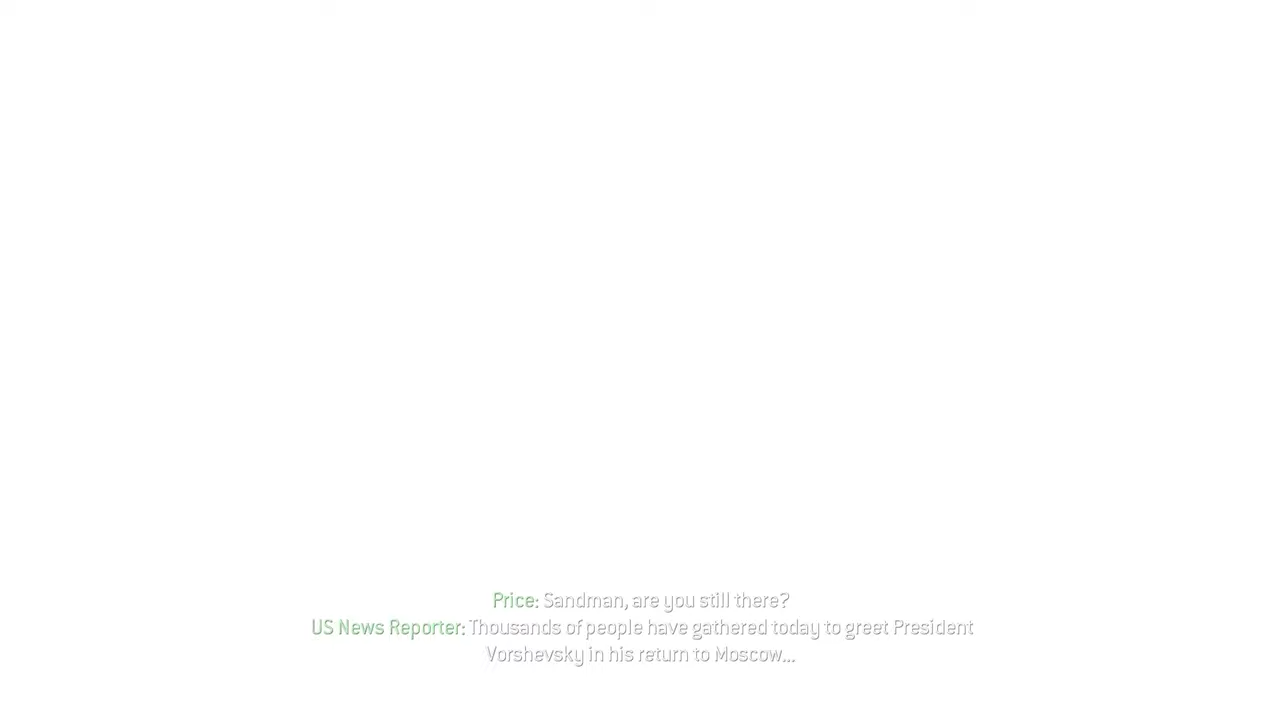 Price: Sandman, are you still there?
US News Reporter: Thousands of people have gathered today to greet President
Vorshevsky in his return to Moscow...